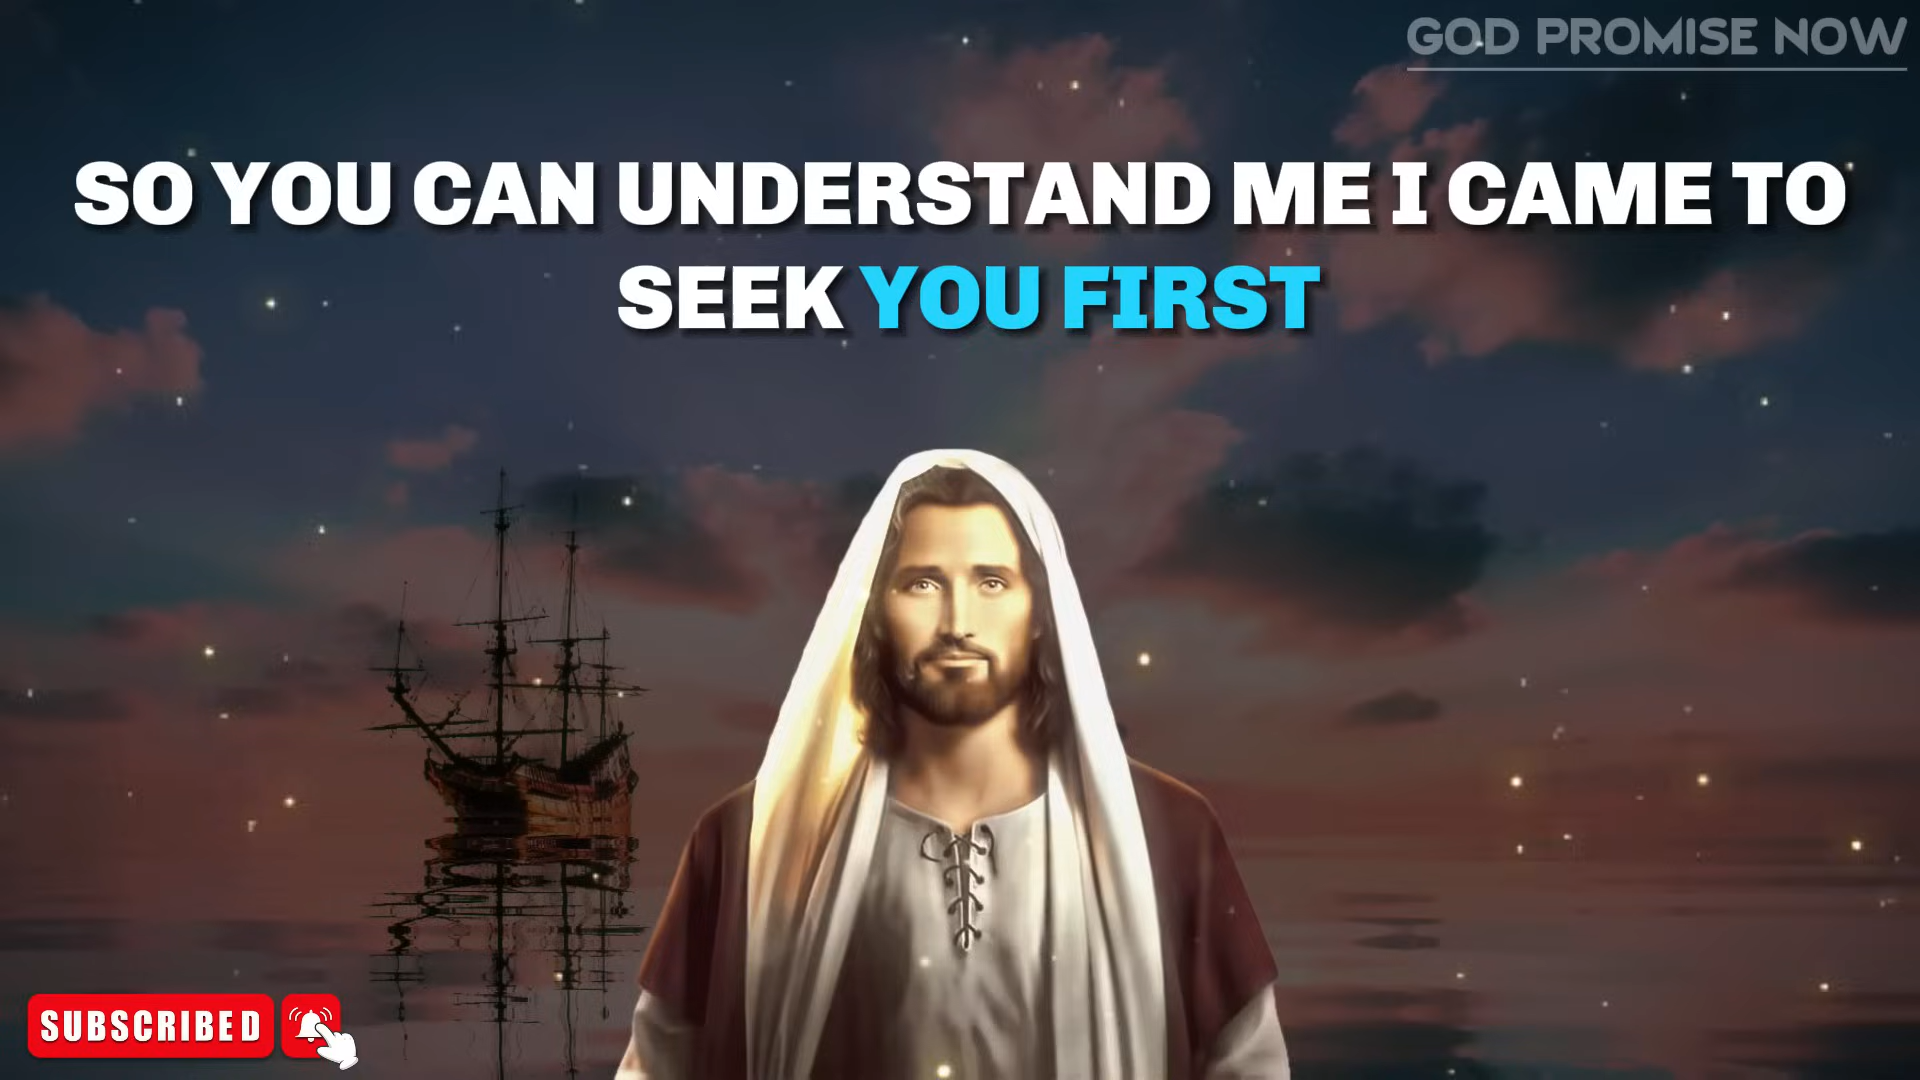 GOD PROMISE NOW
SO YOU CAN UNDERSTAND ME I CAME TO
SEEK YOU FIRST
SUBSCRIBED